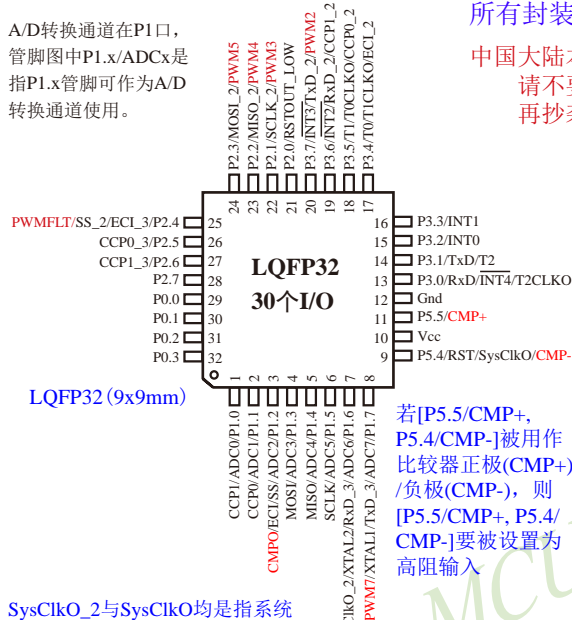 A/D转换通道在P1口，
管脚图中P1.x/ADCx是
指P1.x管脚可作为A/D
转换通道使用。
所有封装
中国大陆本
请不要
再抄
P2.3/MOSI_2/PWM5
P2.2/MISO_2/PWM4
P2.1/SCLK_2/PWM3
P2.0/RSTOUT_LOW
P3.7/INT3/TxD_2/PWM2
P3.6/INT2/RxD_2/CCP1_2
P3.5/T1/T0CLKO/CCP0_2
P3.4/T0/T1CLKO/ECI_2
24 23 22 21 20 19 18 17
PWMFLT/SS_2/ECI_3/P2.4 25
CCP0_3/P2.5 26
CCP1_3/P2.6 27
P2.7 28
P0.0 29
P0.1 30
P0.2 31
P0.3 32
LQFP32
30个I/O
16 P3.3/INT1
15 P3.2/INT0
14 P3.1/TxD/T2
13 P3.0/RxD/INT4/T2CLKO
12 Gnd
11 P5.5/CMP+
10 Vcc
9 P5.4/RST/SysClkO/CMP-
1 2 3 4 5 6 7 8
CCP1/ADC0/P1.0
CCP0/ADC1/P1.1
CMPO/ECI/SS/ADC2/P1.2
MOSI/ADC3/P1.3
MISO/ADC4/P1.4
SCLK/ADC5/P1.5
lkO_2/XTAL2/RxD_3/ADC6/P1.6
PWM7/XTAL1/TxD_3/ADC7/P1.7
LQFP32(9x9mm)
若[P5.5/CMP+,
P5.4/CMP-]被用作
比较器正极(CMP+)
/负极(CMP-)，则
[P5.5/CMP+, P5.4/
CMP-]要被设置为
高阻输入
SysClkO_2与SysClkO均是指系统
MCU